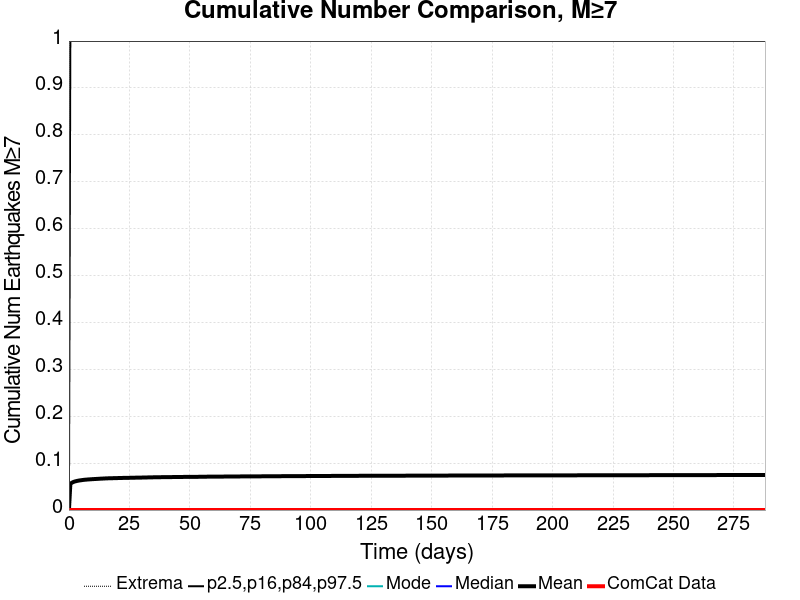 Cumulative Number Comparison, M≥7
Cumulative Num Earthquakes M≥7
1
0.9
0.8
0.7
0.6
0.5
0.4
0.3
0.2
0.1
0
0 25 50 75 100 125 150 175 200 225 250 275
Time (days)
Extrema p2.5,p16,p84,p97.5 Mode Median Mean ComCat Data